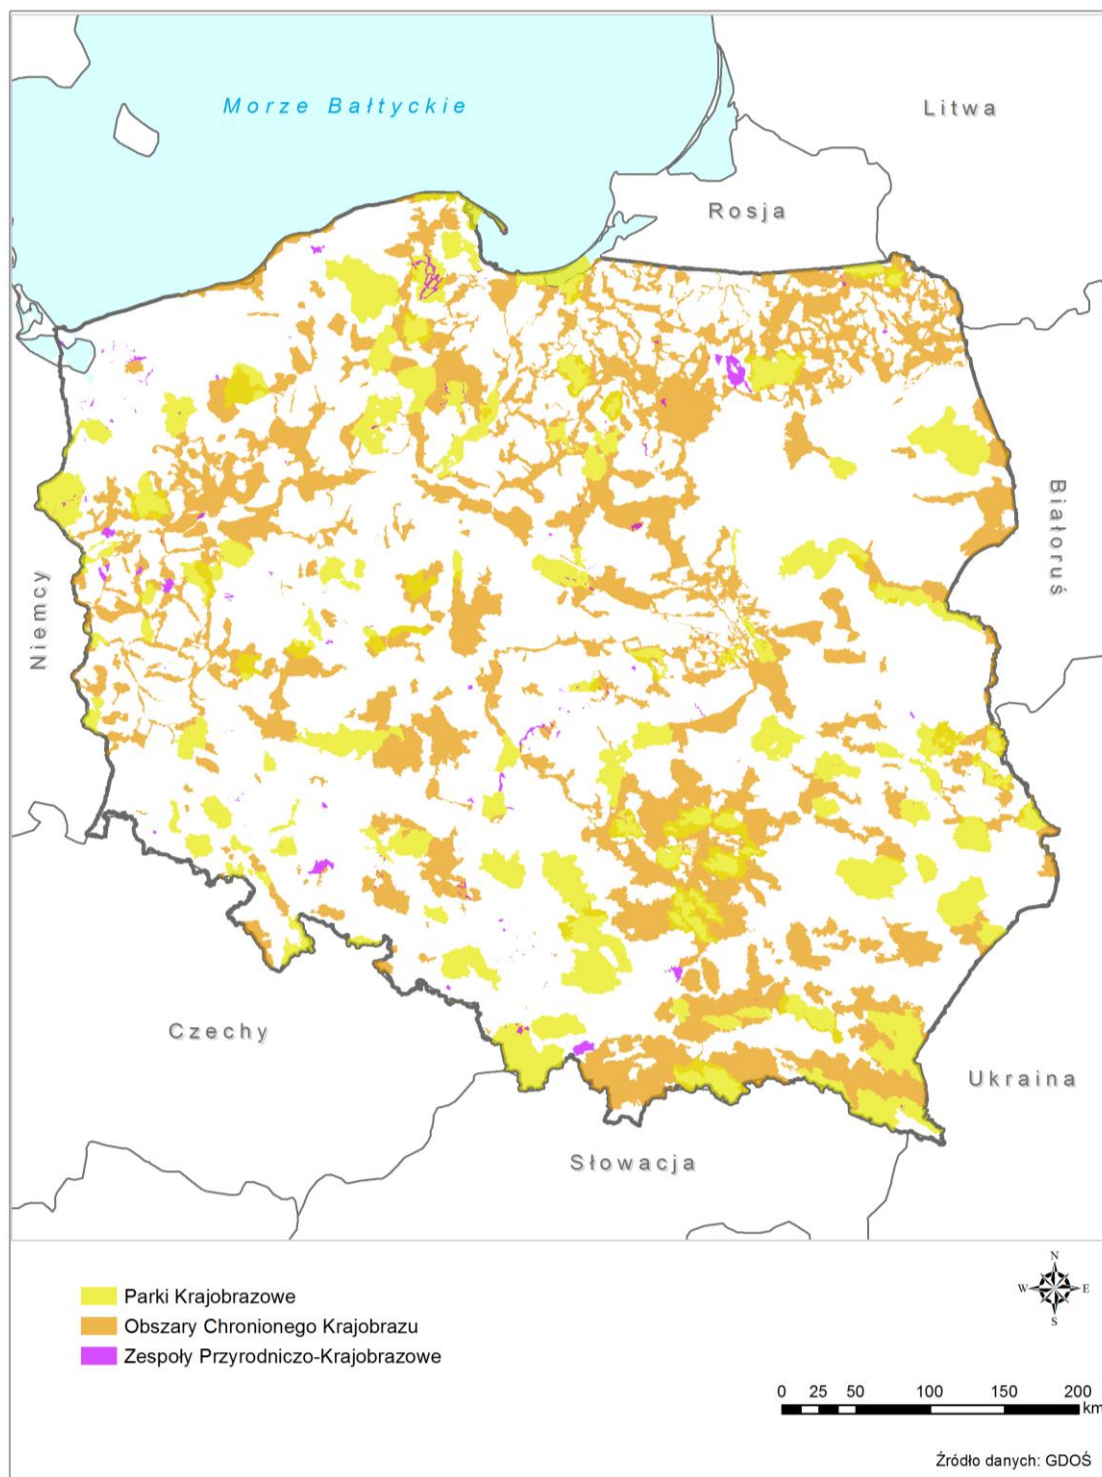 Morze Bałtyckie
Litwa
Rosja
Białoruś
Niemcy
Czechy
Ukraina
Słowacja
N
W E
S
Parki Krajobrazowe
Obszary Chronionego Krajobrazu
Zespoły Przyrodniczo-Krajobrazowe
0 25 50 100 150 200
km
Źródło danych: GDOŚ